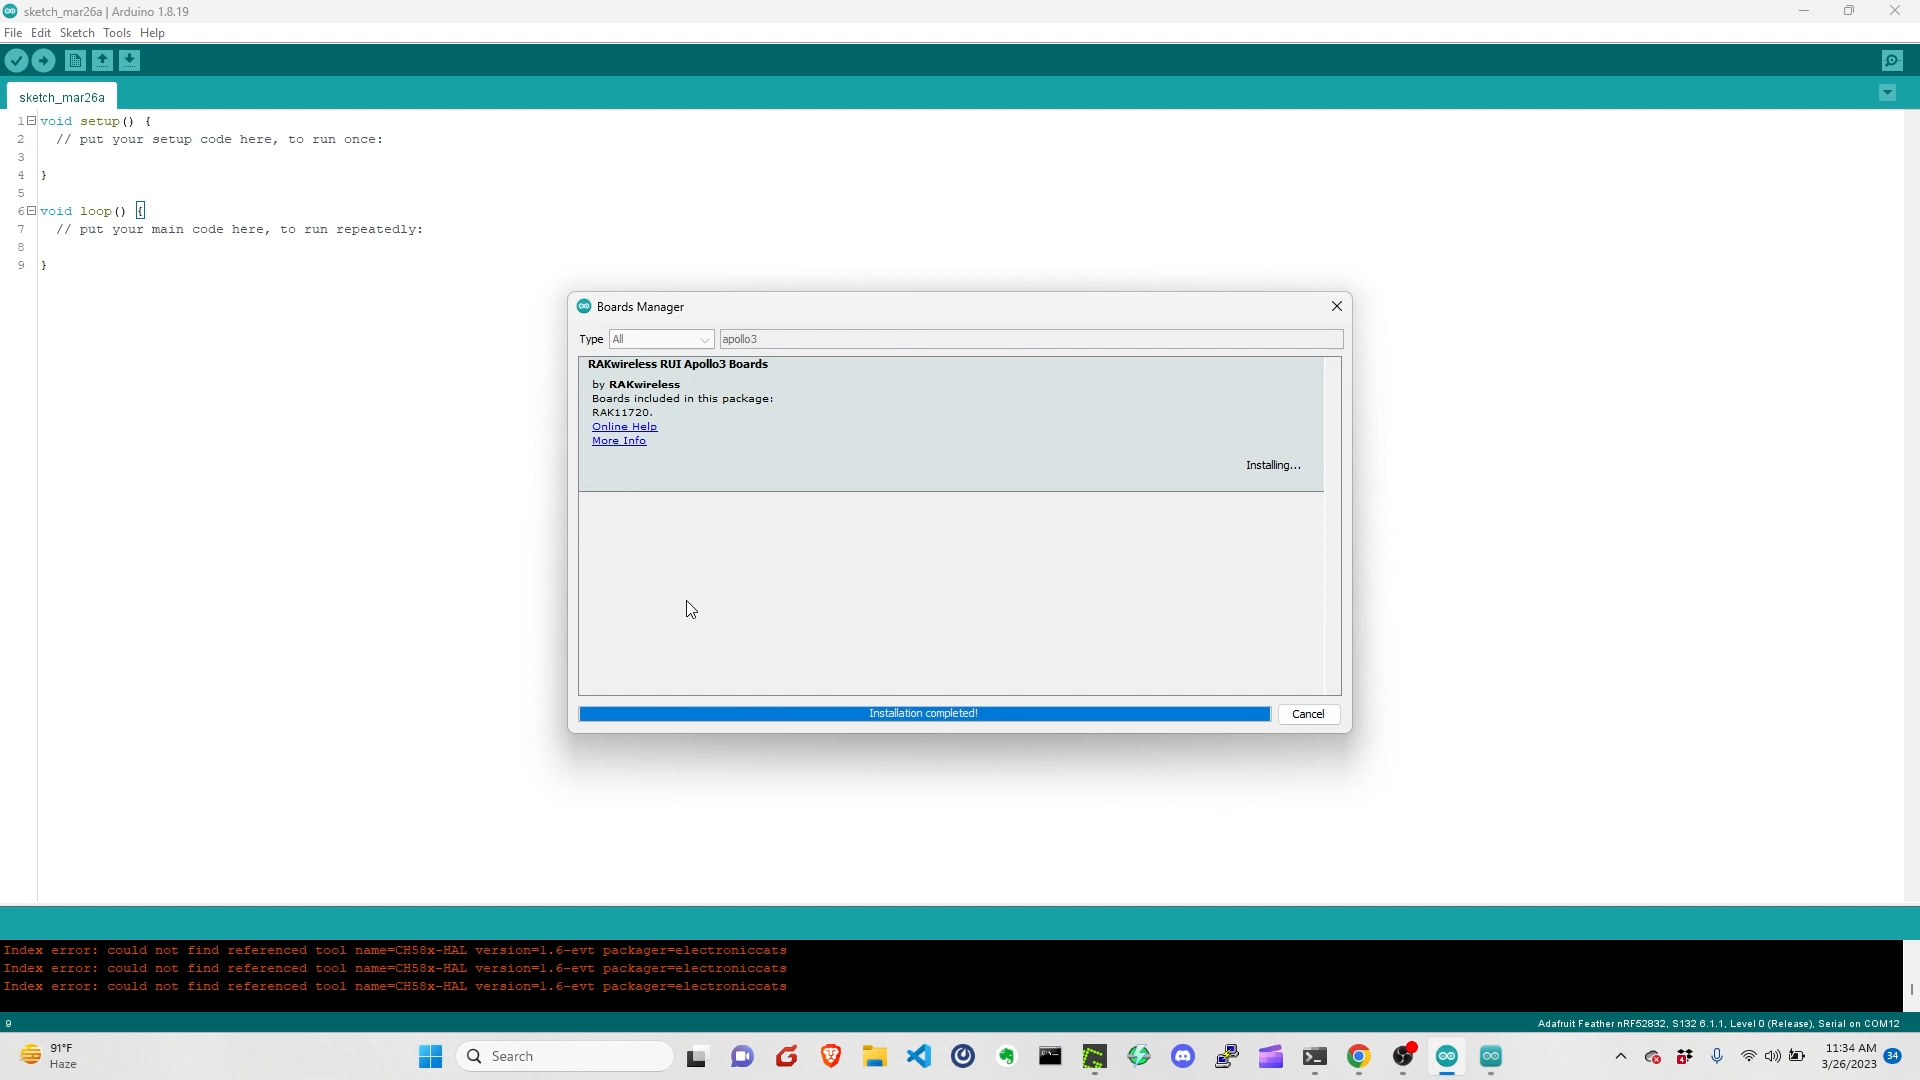 sketch_mar26a | Arduino 1.8.19
File Edit Sketch Tools Help
sketch_mar26a
1 void setup() {
2 // put your setup code here, to run once:
3
4 }
5
6 void loop() {
7 // put your main code here, to run repeatedly:
8
9 }
Boards Manager
Type All apollo3
RAKwireless RUI Apollo3 Boards
by RAKwireless
Boards included in this package:
RAK11720.
Online Help
More Info
Installing...
Installation completed! Cancel
Index error: could not find referenced tool name=CH58x-HAL version=1.6-evt packager=electroniccats
Index error: could not find referenced tool name=CH58x-HAL version=1.6-evt packager=electroniccats
Index error: could not find referenced tool name=CH58x-HAL version=1.6-evt packager=electroniccats
9 Adafruit Feather nRF52832, S132 6.1.1, Level 0 (Release), Serial on COM12
91°F
Haze
Search
11:34 AM
3/26/2023
34